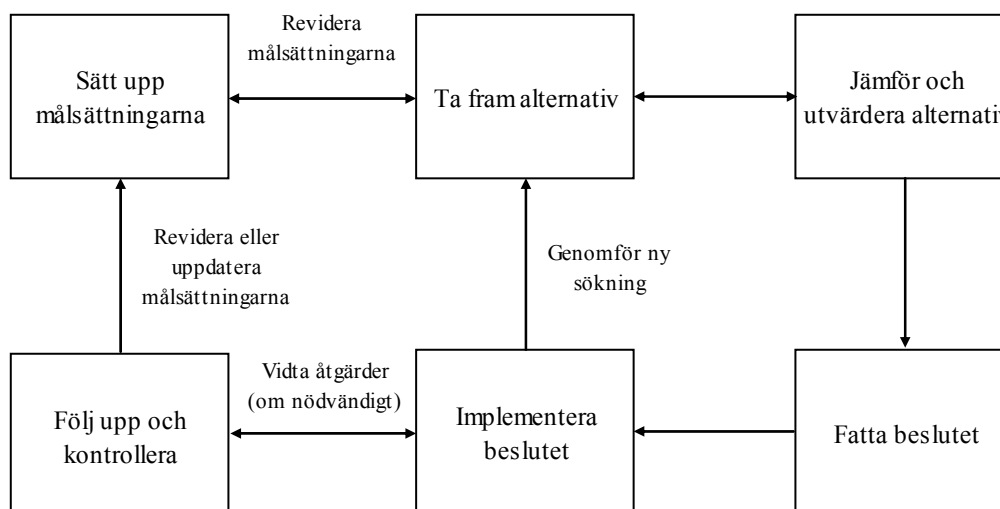 Revidera
målsättningarna
Sätt upp
målsättningarna
Ta fram alternativ
Jämför och
utvärdera alternativ
Revidera eller
uppdatera
målsättningarna
Genomför ny
sökning
Följ upp och
kontrollera
Vidta åtgärder
(om nödvändigt)
Implementera
beslutet
Fatta beslutet